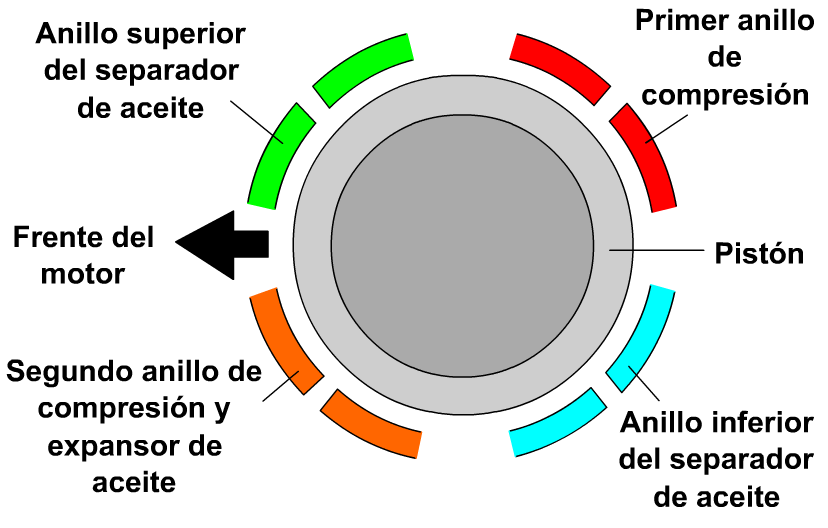 Anillo superior
del separador
de aceite
Primer anillo
de
compresión
Frente del
motor
Pistón
Segundo anillo de
compresión y
expansor de
aceite
Anillo inferior
del separador
de aceite